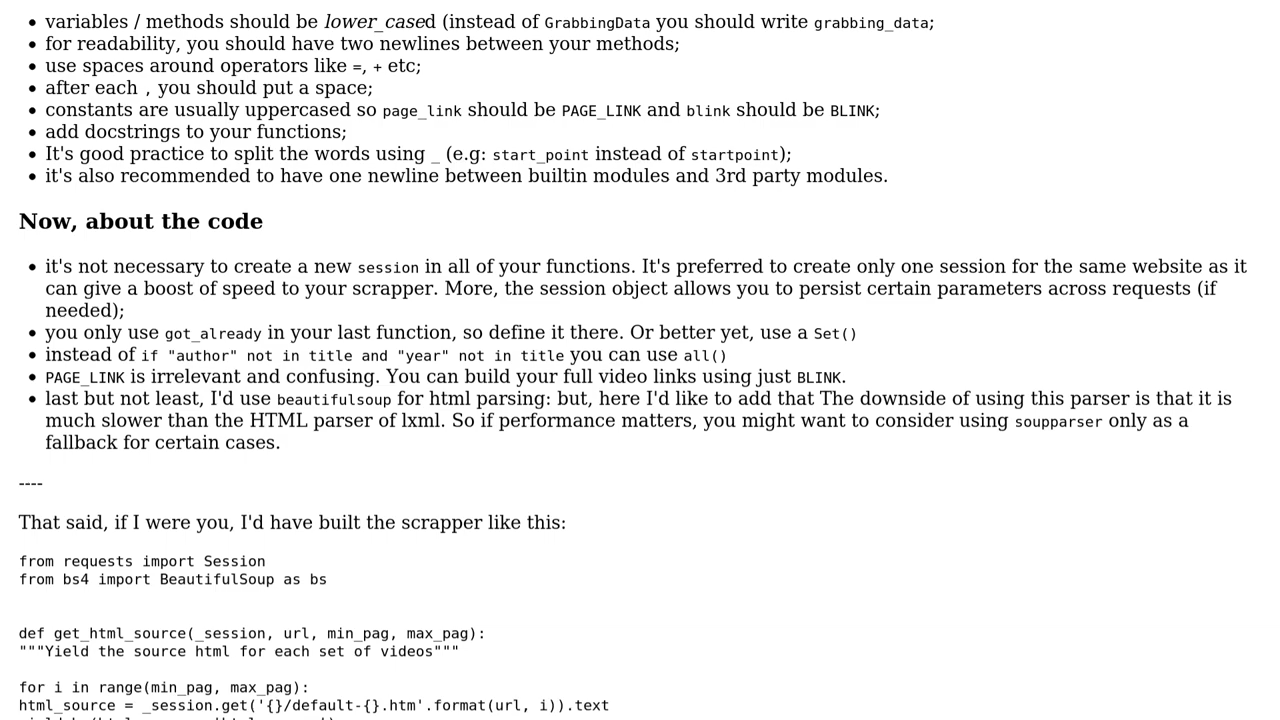 variables / methods should be lower_cased (instead of GrabbingData you should write grabbing_data;
for readability, you should have two newlines between your methods;
use spaces around operators like =, + etc;
after each , you should put a space;
constants are usually uppercased so page_link should be PAGE_LINK and blink should be BLINK;
add docstrings to your functions;
It's good practice to split the words using _ (e.g: start_point instead of startpoint);
it's also recommended to have one newline between builtin modules and 3rd party modules.
Now, about the code
it's not necessary to create a new session in all of your functions. It's preferred to create only one session for the same website as it
can give a boost of speed to your scrapper. More, the session object allows you to persist certain parameters across requests (if
needed);
you only use got_already in your last function, so define it there. Or better yet, use a Set()
instead of if "author" not in title and "year" not in title you can use all()
PAGE_LINK is irrelevant and confusing. You can build your full video links using just BLINK.
last but not least, I'd use beautifulsoup for html parsing: but, here I'd like to add that The downside of using this parser is that it is
much slower than the HTML parser of lxml. So if performance matters, you might want to consider using soupparser only as a
fallback for certain cases.
----
That said, if I were you, I'd have built the scrapper like this:
from requests import Session
from bs4 import BeautifulSoup as bs
def get_html_source(_session, url, min_pag, max_pag):
"""Yield the source html for each set of videos"""
for i in range(min_pag, max_pag):
html_source = _session.get('{}/default-{}.htm'.format(url, i)).text